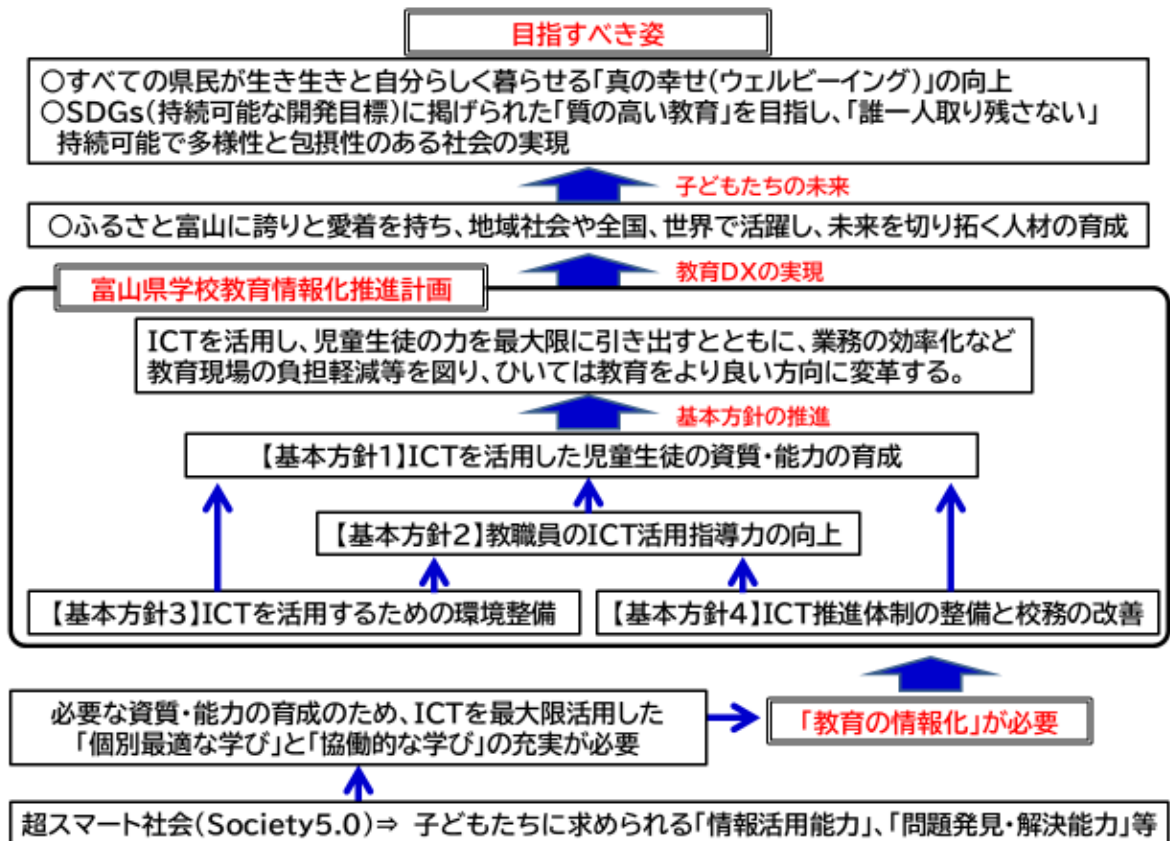 目指すべき姿
○すべての県民が生き生きと自分らしく暮らせる「真の幸せ(ウェルビーイング)」の向上
○SDGs(持続可能な開発目標)に掲げられた「質の高い教育」を目指し、「誰一人取り残さない」
持続可能で多様性と包摂性のある社会の実現
子どもたちの未来
○ふるさと富山に誇りと愛着を持ち、地域社会や全国、世界で活躍し、未来を切り拓く人材の育成
教育DXの実現
富山県学校教育情報化推進計画
ICTを活用し、児童生徒の力を最大限に引き出すとともに、業務の効率化など
教育現場の負担軽減等を図り、ひいては教育をより良い方向に変革する。
基本方針の推進
【基本方針1】ICTを活用した児童生徒の資質・能力の育成
【基本方針2】教職員のICT活用指導力の向上
【基本方針3】ICTを活用するための環境整備
【基本方針4】ICT推進体制の整備と校務の改善
必要な資質・能力の育成のため、ICTを最大限活用した
「個別最適な学び」と「協働的な学び」の充実が必要
「教育の情報化」が必要
超スマート社会(Society5.0)⇒ 子どもたちに求められる「情報活用能力」、「問題発見・解決能力」等